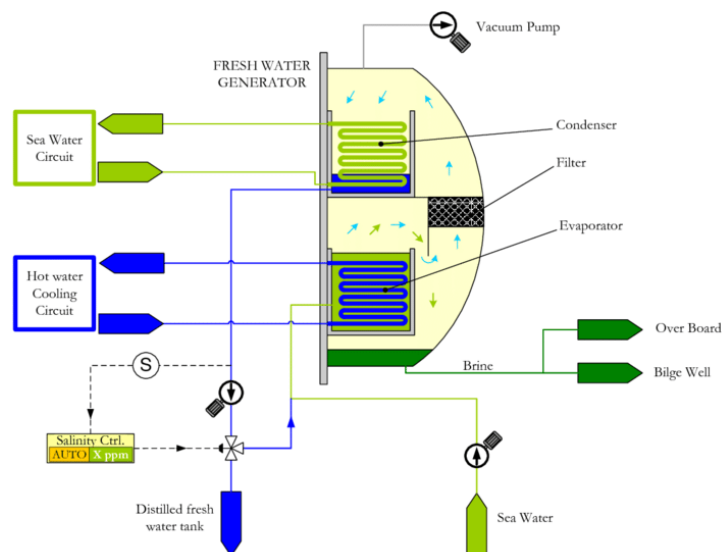 Vacuum Pump
FRESH WATER
GENERATOR
Condenser
Sea Water
Circuit
Filter
Evaporator
Hot water
Cooling
Circuit
Over Board
Brine
Bilge Well
S
Salinity Ctrl.
AUTO X ppm
Distilled fresh
water tank
Sea Water